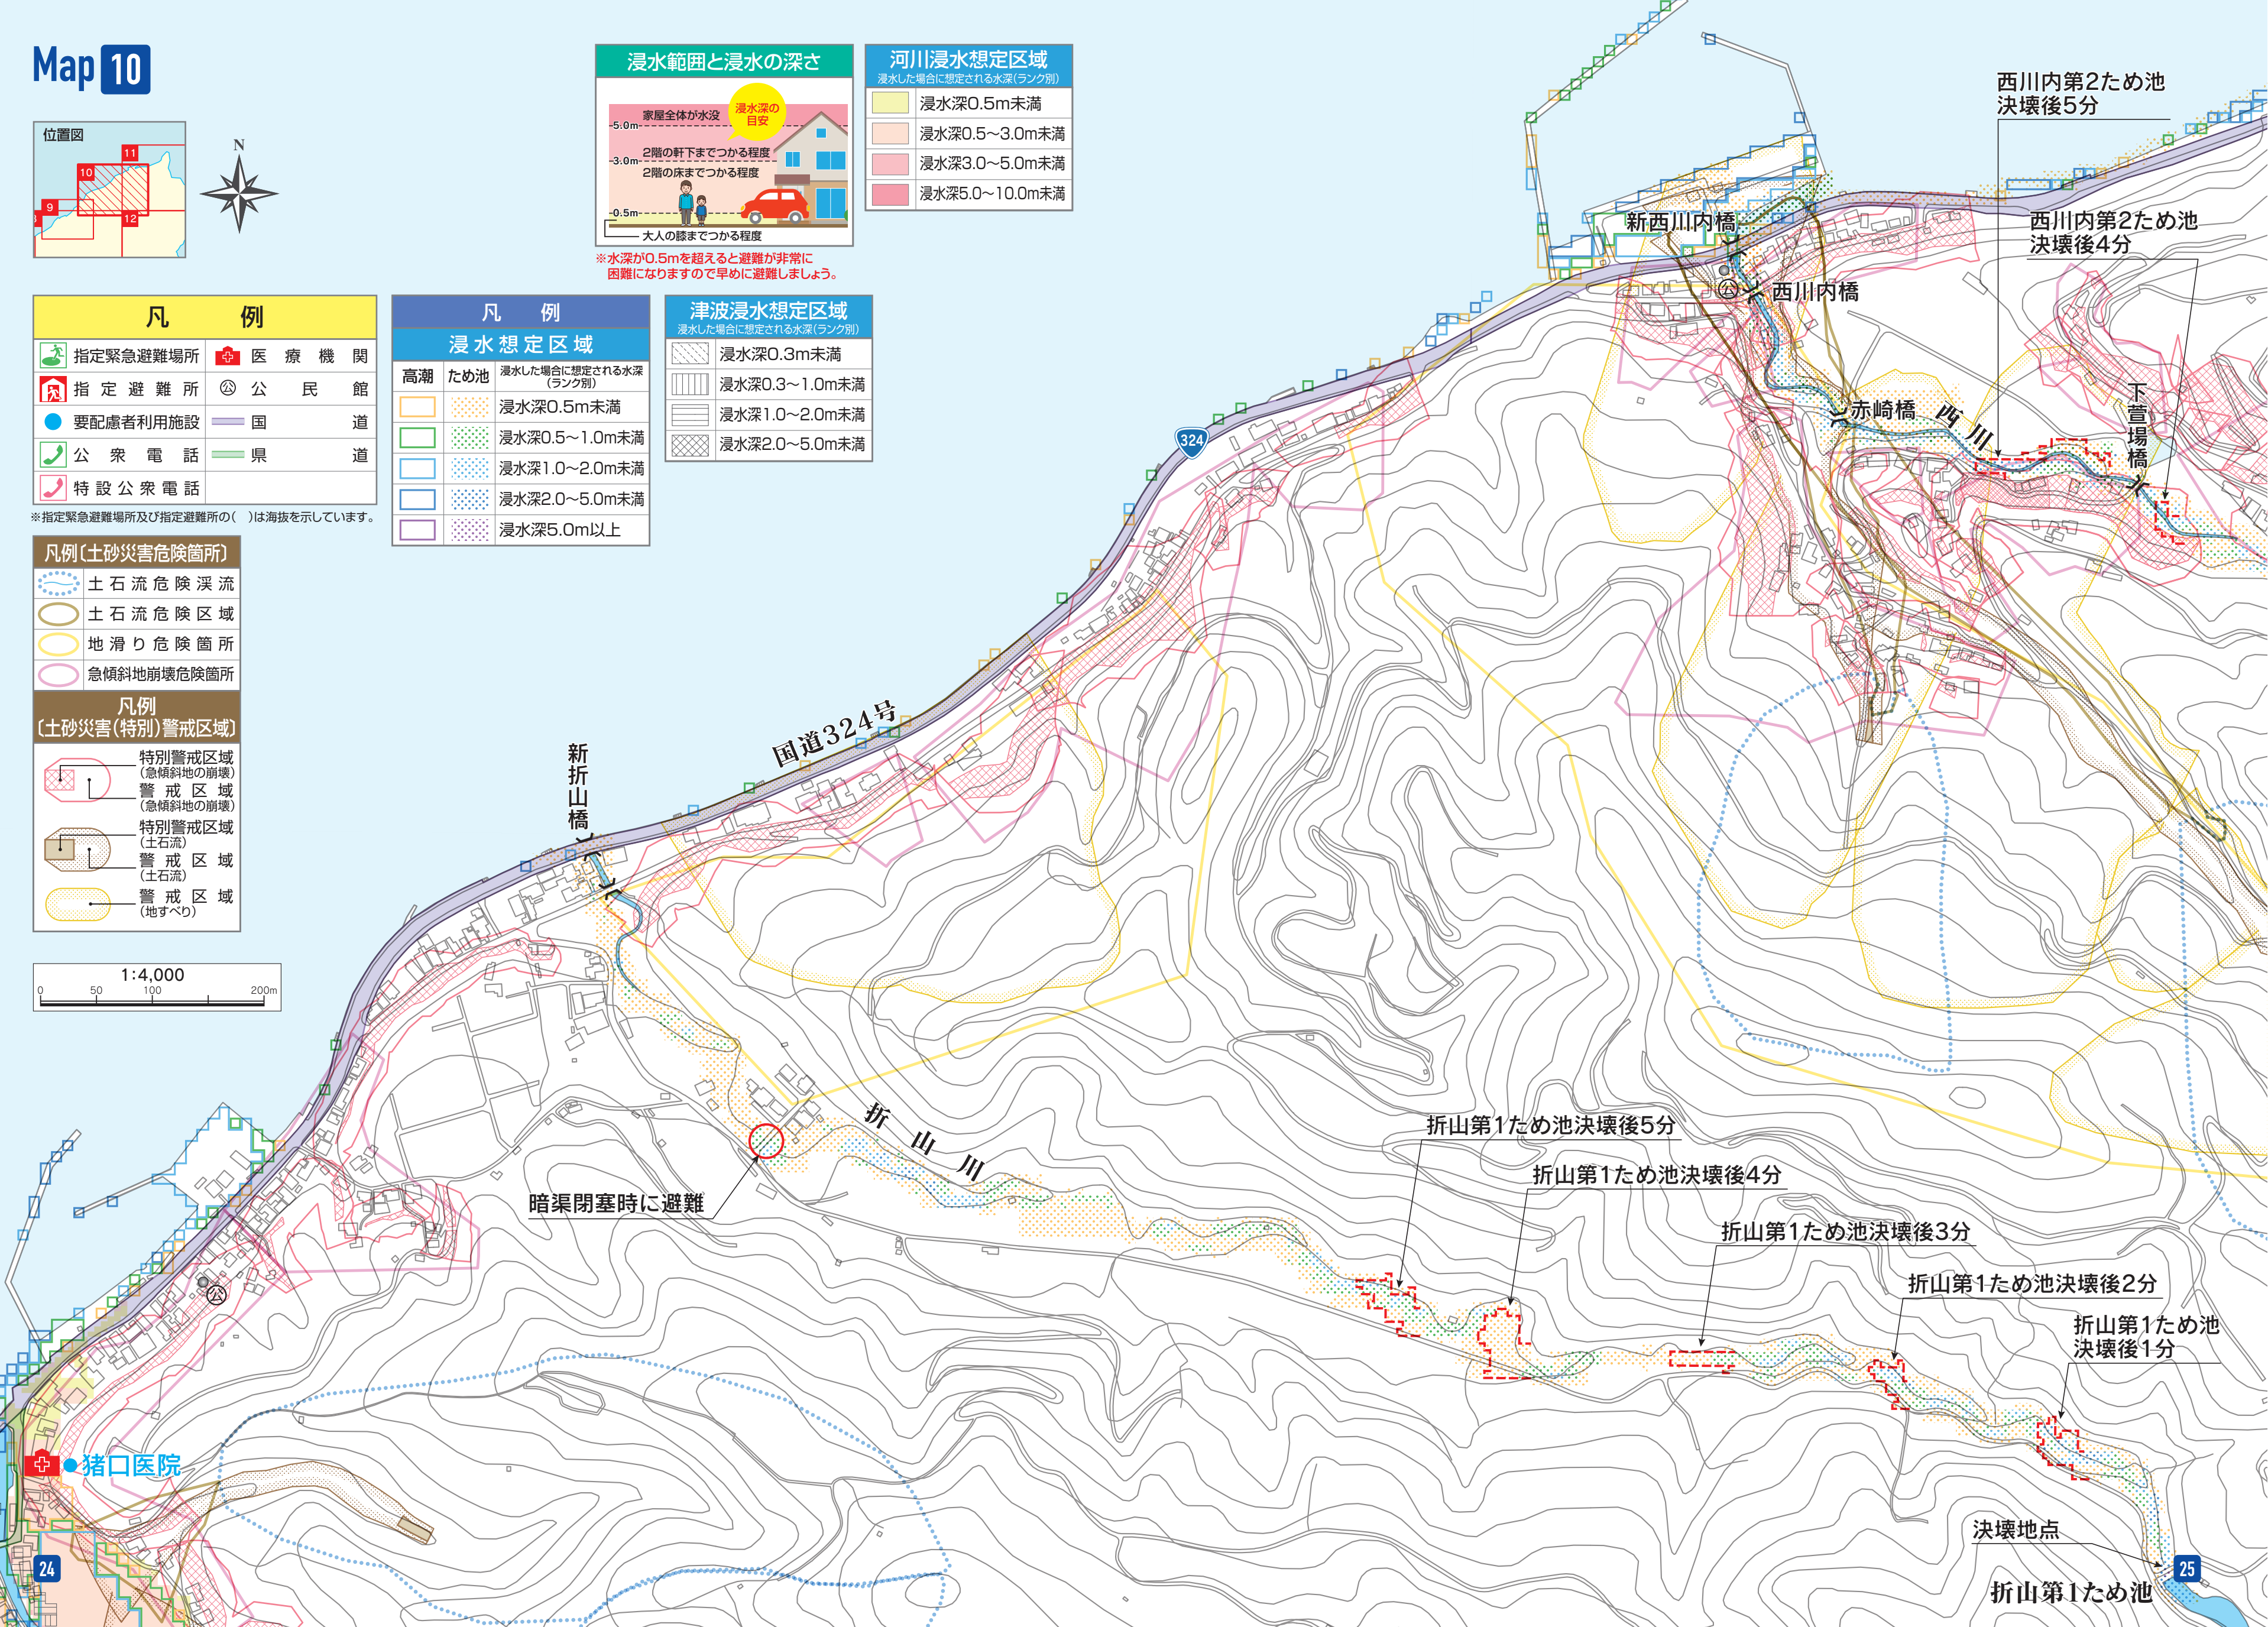 Map 10
位置図
11
10
9
12
N
浸水範囲と浸水の深さ
浸水深の
目安
家屋全体が水没
5.0m
2階の軒下までつかる程度
3.0m
2階の床までつかる程度
0.5m
大人の膝までつかる程度
※水深が0.5mを超えると避難が非常に
困難になりますので早めに避難しましょう。
河川浸水想定区域
浸水した場合に想定される水深(ランク別)
浸水深0.5m未満
浸水深0.5〜3.0m未満
浸水深3.0〜5.0m未満
浸水深5.0〜10.0m未満
凡 例
指定緊急避難場所
医療機関
指定避難所
公 公民館
要配慮者利用施設
国道
公衆電話
県道
特設公衆電話
※指定緊急避難場所及び指定避難所の( )は海抜を示しています。
凡 例
浸水想定区域
高潮 ため池 浸水した場合に想定される水深
(ランク別)
浸水深0.5m未満
浸水深0.5〜1.0m未満
浸水深1.0〜2.0m未満
浸水深2.0〜5.0m未満
浸水深5.0m以上
津波浸水想定区域
浸水した場合に想定される水深(ランク別)
浸水深0.3m未満
浸水深0.3〜1.0m未満
浸水深1.0〜2.0m未満
浸水深2.0〜5.0m未満
凡例〔土砂災害危険箇所〕
土石流危険渓流
土石流危険区域
地滑り危険箇所
急傾斜地崩壊危険箇所
凡例
〔土砂災害(特別)警戒区域〕
特別警戒区域
(急傾斜地の崩壊)
警戒区域
(急傾斜地の崩壊)
特別警戒区域
(土石流)
警戒区域
(土石流)
警戒区域
(地すべり)
1:4,000
0 50 100 200m
西川内第2ため池
決壊後5分
西川内第2ため池
決壊後4分
新西川内橋
公
西川内橋
赤崎橋
西川
下萱場橋
324
国道324号
新折山橋
折山川
暗渠閉塞時に避難
折山第1ため池決壊後5分
折山第1ため池決壊後4分
折山第1ため池決壊後3分
折山第1ため池決壊後2分
折山第1ため池
決壊後1分
公
猪口医院
24
決壊地点
25
折山第1ため池